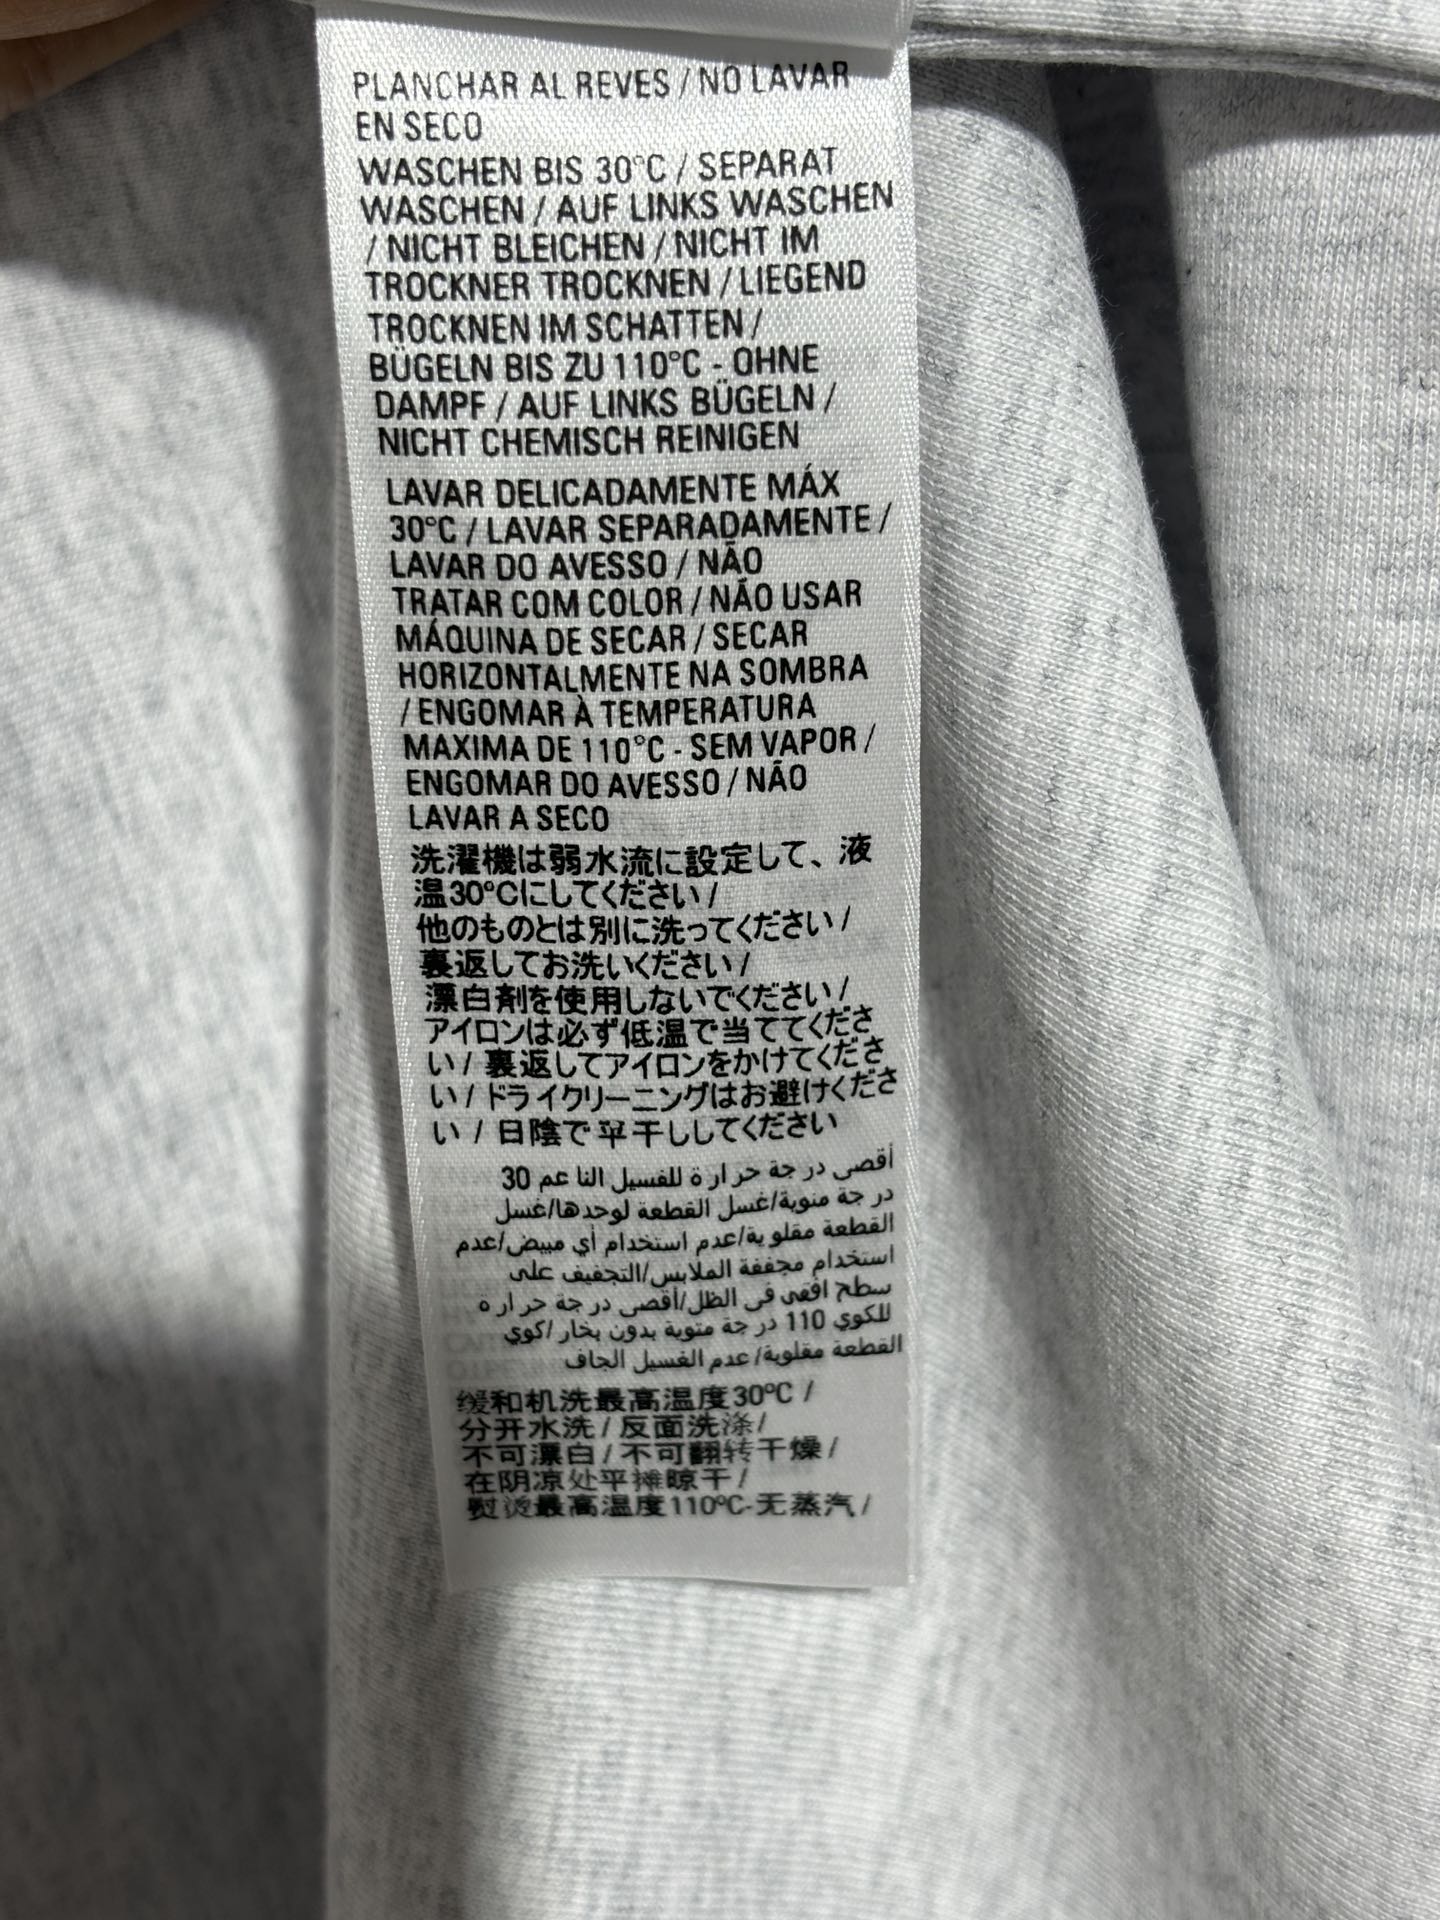 PLANCHAR AL REVES / NO LAVAR
EN SECO
WASCHEN BIS 30°C / SEPARAT
WASCHEN / AUF LINKS WASCHEN
/ NICHT BLEICHEN / NICHT IM
TROCKNER TROCKNEN / LIEGEND
TROCKNEN IM SCHATTEN /
BÜGELN BIS ZU 110°C - OHNE
DAMPF / AUF LINKS BÜGELN /
NICHT CHEMISCH REINIGEN
LAVAR DELICADAMENTE MÁX
30°C / LAVAR SEPARADAMENTE /
LAVAR DO AVESSO / NÃO
TRATAR COM COLOR / NÃO USAR
MÁQUINA DE SECAR / SECAR
HORIZONTALMENTE NA SOMBRA
/ ENGOMAR À TEMPERATURA
MAXIMA DE 110°C - SEM VAPOR /
ENGOMAR DO AVESSO / NÃO
LAVAR A SECO
洗濯機は弱水流に設定して、液
温30°Cにしてください /
他のものとは別に洗ってください /
裏返してお洗いください /
漂白剤を使用しないでください /
アイロンは必ず低温で当ててくださ
い / 裏返してアイロンをかけてくださ
い / ドライクリーニングはお避けくださ
い / 日陰で平干ししてください
أقصى درجة حرارة للغسيل الناعم 30
درجة منوية/غسل القطعة لوحدها/غسل
القطعة مقلوبة/عدم استخدام أي مبيض/عدم
استخدام مجففة الملابس/التجفيف على
سطح افقى فى الظل/أقصى درجة حرارة
للكوي 110 درجة متوية بدون بخار/كوي
القطعة مقلوبة/عدم الغسيل الجاف
缓和机洗最高温度30°C /
分开水洗 / 反面洗涤/
不可漂白 / 不可翻转干燥 /
在阴凉处平摊晾干 /
熨烫最高温度110°C-无蒸汽 /